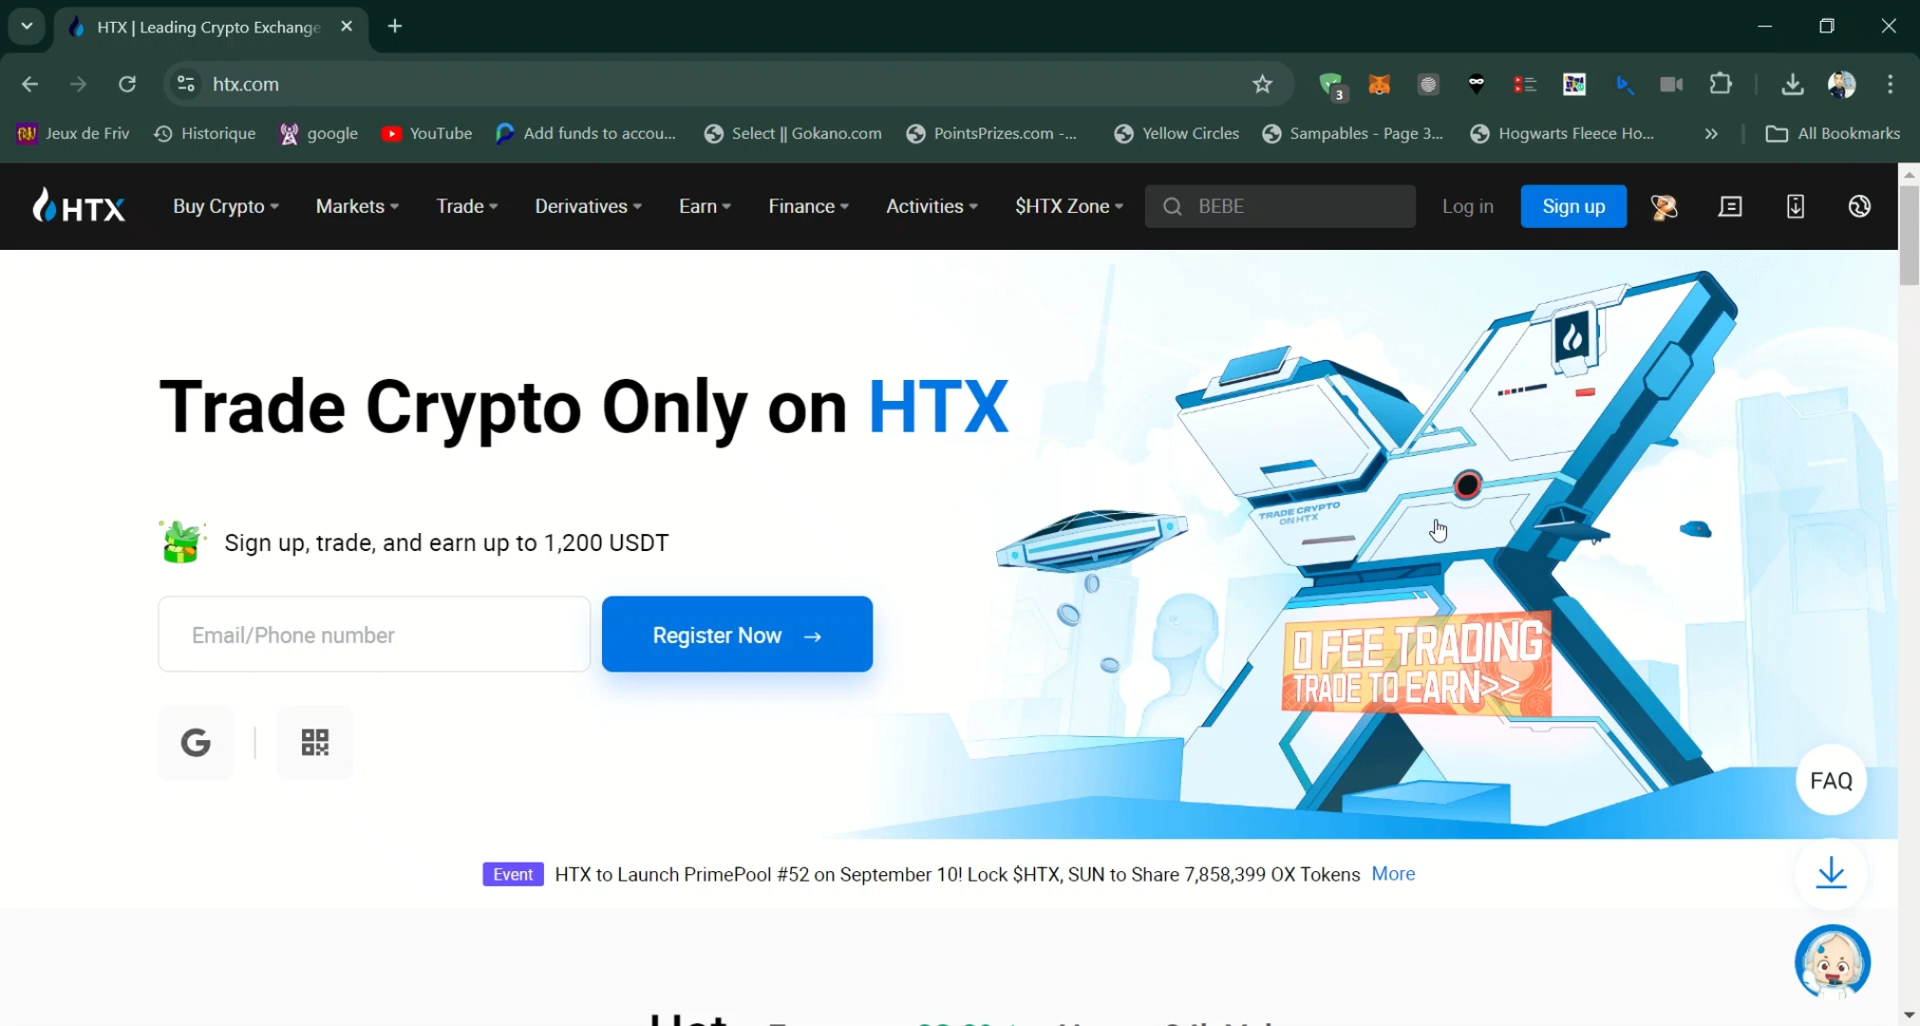 HTX | Leading Crypto Exchange
htx.com
3
Jeux de Friv Historique google YouTube Add funds to accou... Select || Gokano.com PointsPrizes.com -... Yellow Circles Sampables - Page 3... Hogwarts Fleece Ho... » All Bookmarks
HTX Buy Crypto Markets Trade Derivatives Earn Finance Activities $HTX Zone BEBE Log in Sign up
Trade Crypto Only on HTX
TRADE CRYPTO
ON HTX
Sign up, trade, and earn up to 1,200 USDT
Email/Phone number Register Now →
0 FEE TRADING
TRADE TO EARN>>
G
FAQ
Event HTX to Launch PrimePool #52 on September 10! Lock $HTX, SUN to Share 7,858,399 OX Tokens More